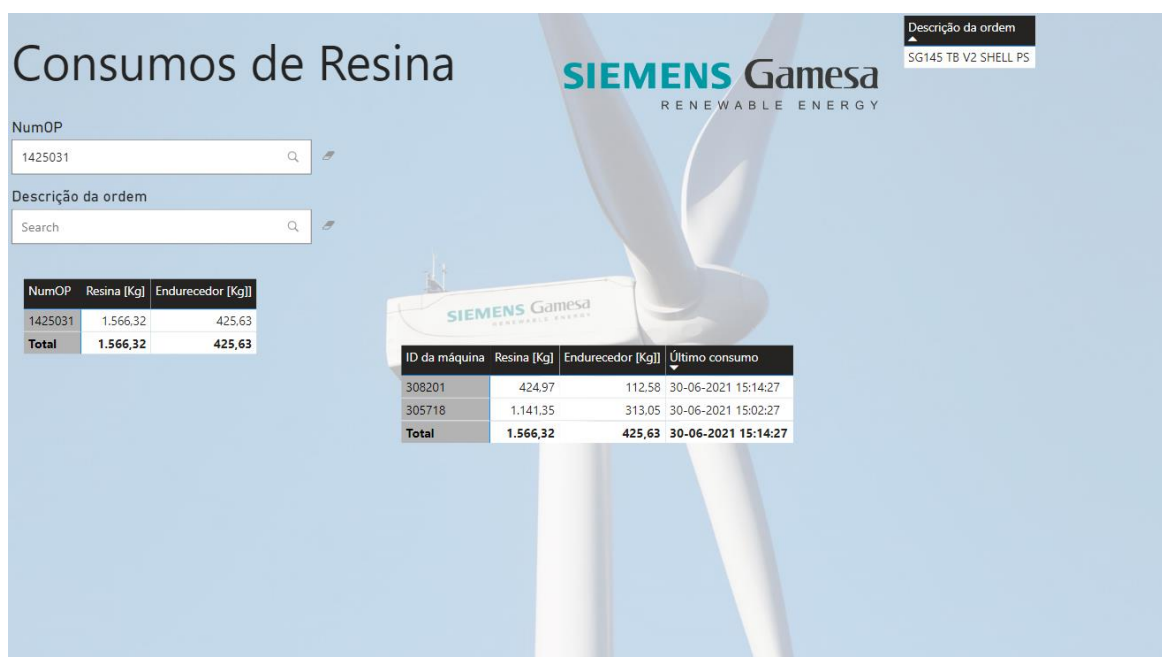 Descrição da ordem
SG145 TB V2 SHELL PS
Consumos de Resina
SIEMENS Gamesa
RENEWABLE ENERGY
NumOP
1425031
Descrição da ordem
Search
NumOP Resina [Kg] Endurecedor [Kg]]
1425031 1.566,32 425,63
Total 1.566,32 425,63
SIEMENS Gamesa
RENEWABLE ENERGY
ID da máquina Resina [Kg] Endurecedor [Kg]] Último consumo
308201 424,97 112,58 30-06-2021 15:14:27
305718 1.141,35 313,05 30-06-2021 15:02:27
Total 1.566,32 425,63 30-06-2021 15:14:27